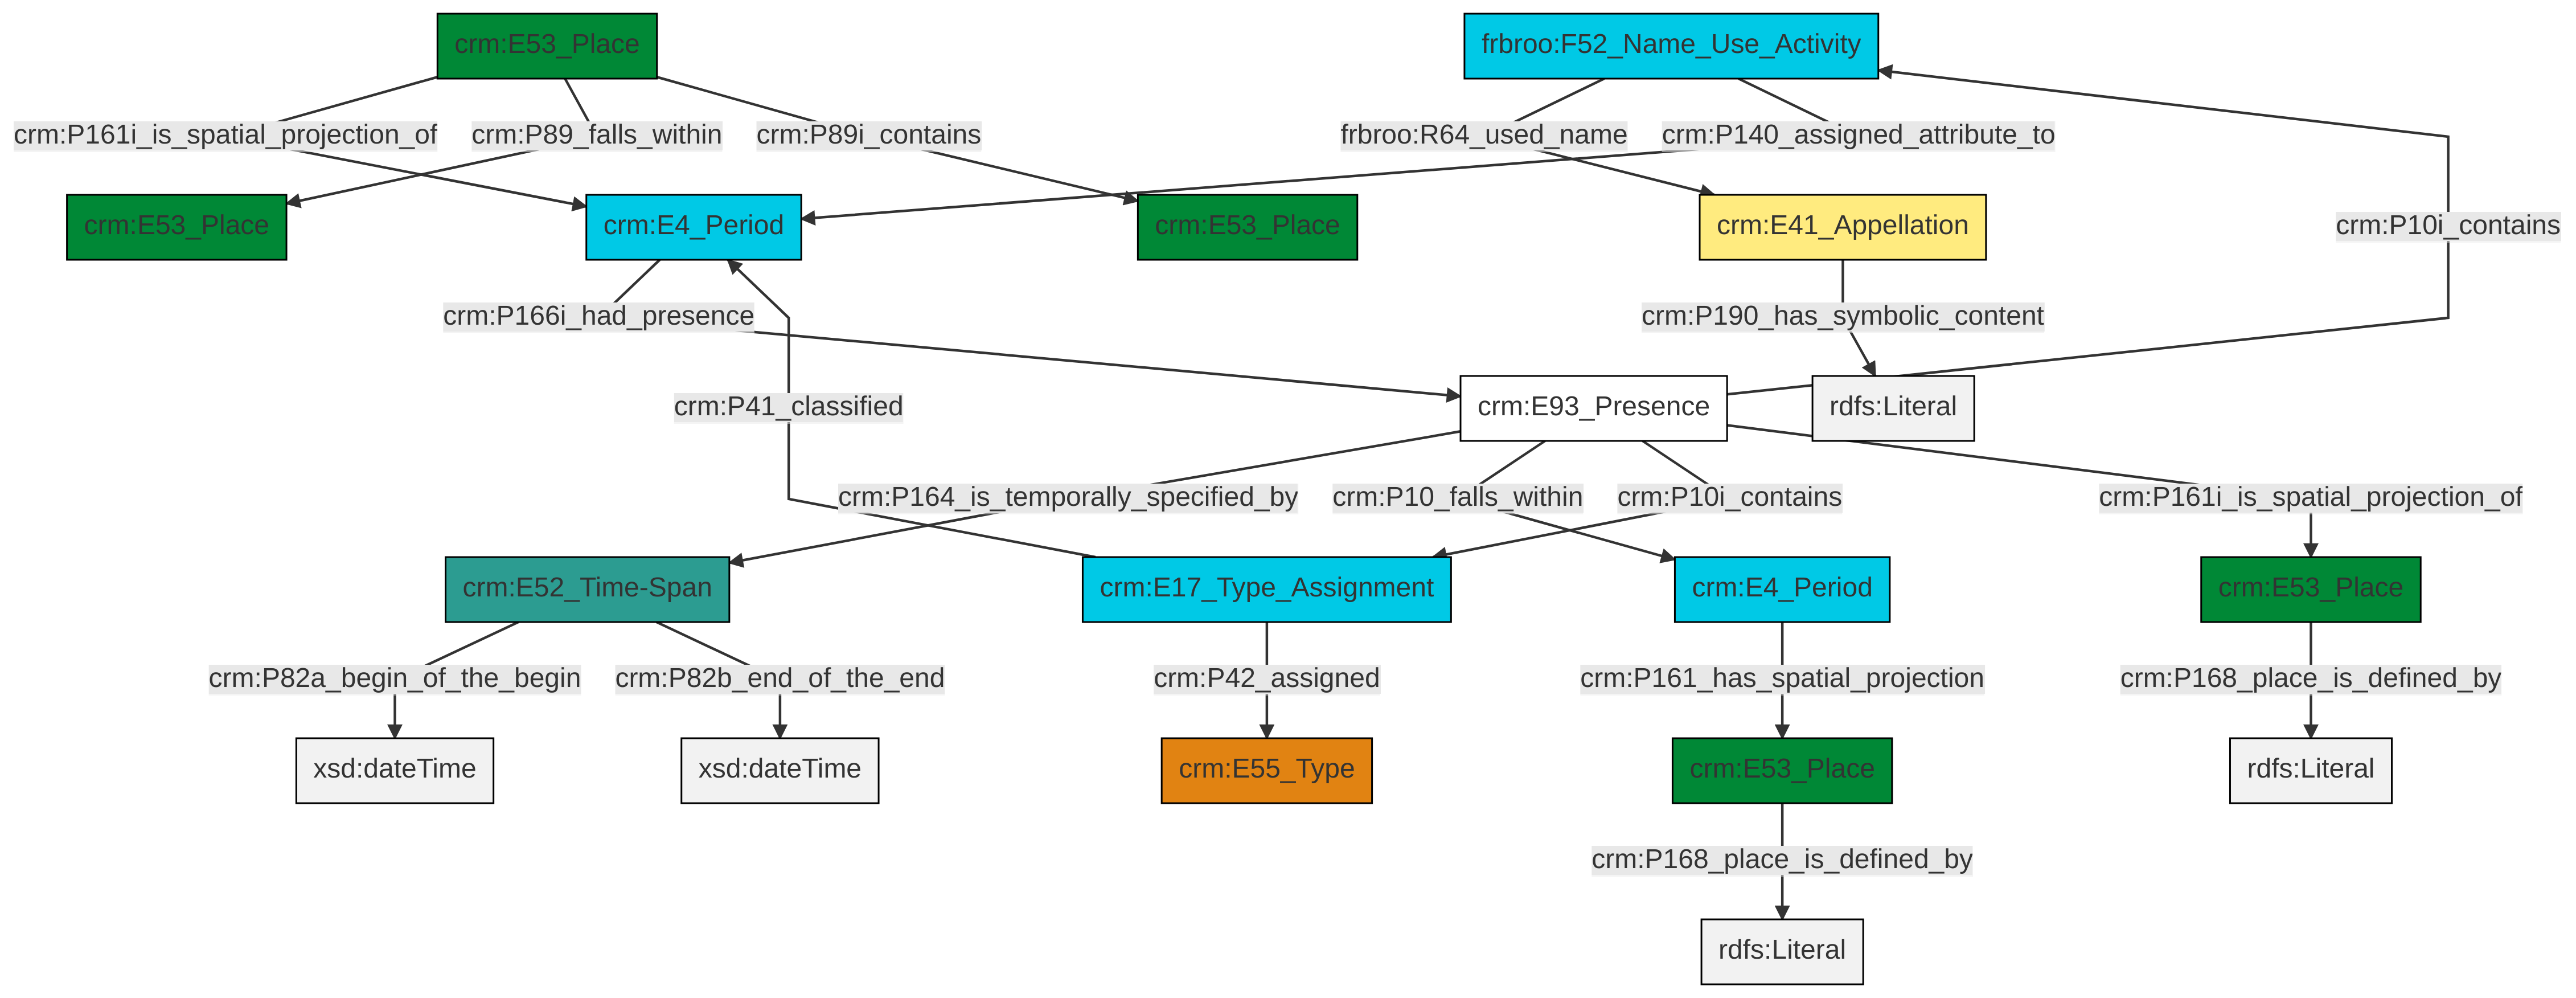 crm:E53_Place
frbroo:F52_Name_Use_Activity
crm:P161i_is_spatial_projection_of
crm:P89_falls_within
crm:P89i_contains
frbroo:R64_used_name
crm:P140_assigned_attribute_to
crm:E53_Place
crm:E4_Period
crm:E53_Place
crm:E41_Appellation
crm:P10i_contains
crm:P166i_had_presence
crm:P190_has_symbolic_content
crm:P41_classified
crm:E93_Presence
rdfs:Literal
crm:P164_is_temporally_specified_by
crm:P10_falls_within
crm:P10i_contains
crm:P161i_is_spatial_projection_of
crm:E52_Time-Span
crm:E17_Type_Assignment
crm:E4_Period
crm:E53_Place
crm:P82a_begin_of_the_begin
crm:P82b_end_of_the_end
crm:P42_assigned
crm:P161_has_spatial_projection
crm:P168_place_is_defined_by
xsd:dateTime
xsd:dateTime
crm:E55_Type
crm:E53_Place
rdfs:Literal
crm:P168_place_is_defined_by
rdfs:Literal